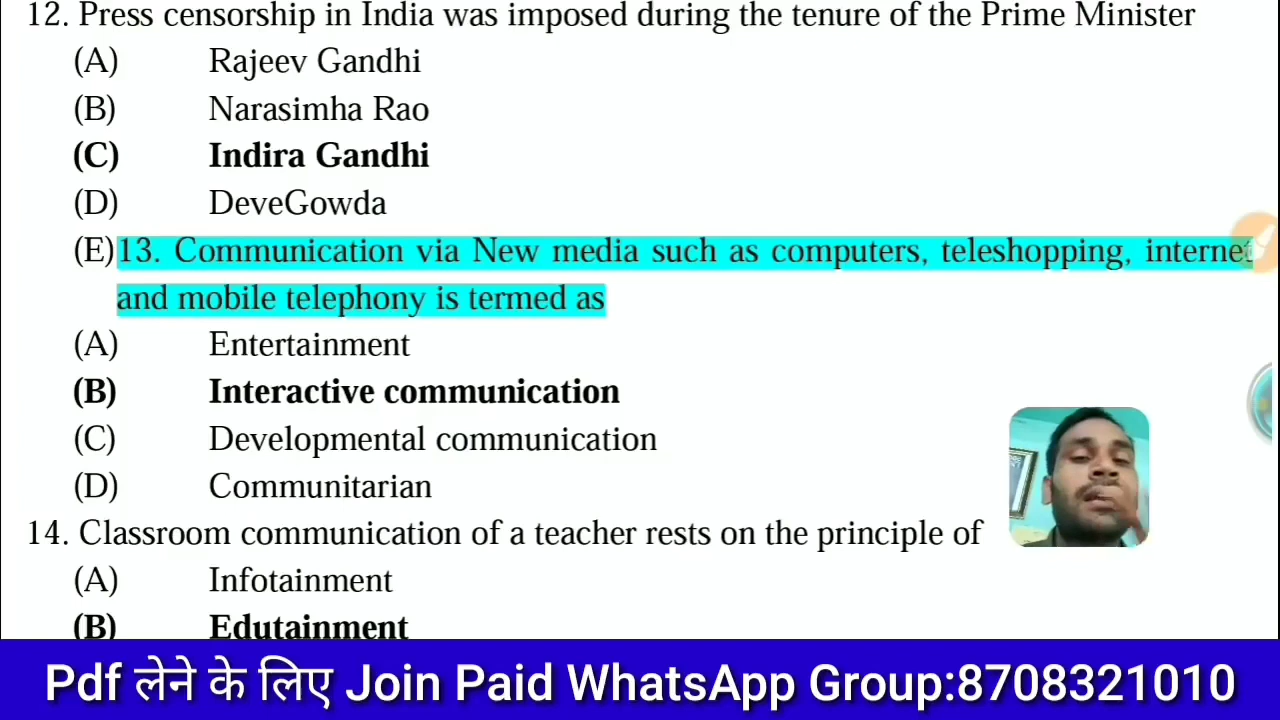 12. Press censorship in India was imposed during the tenure of the Prime Minister
(A) Rajeev Gandhi
(B) Narasimha Rao
(C) Indira Gandhi
(D) DeveGowda
(E) 13. Communication via New media such as computers, teleshopping, internet
and mobile telephony is termed as
(A) Entertainment
(B) Interactive communication
(C) Developmental communication
(D) Communitarian
14. Classroom communication of a teacher rests on the principle of
(A) Infotainment
(B) Edutainment
Pdf लेने के लिए Join Paid WhatsApp Group:8708321010